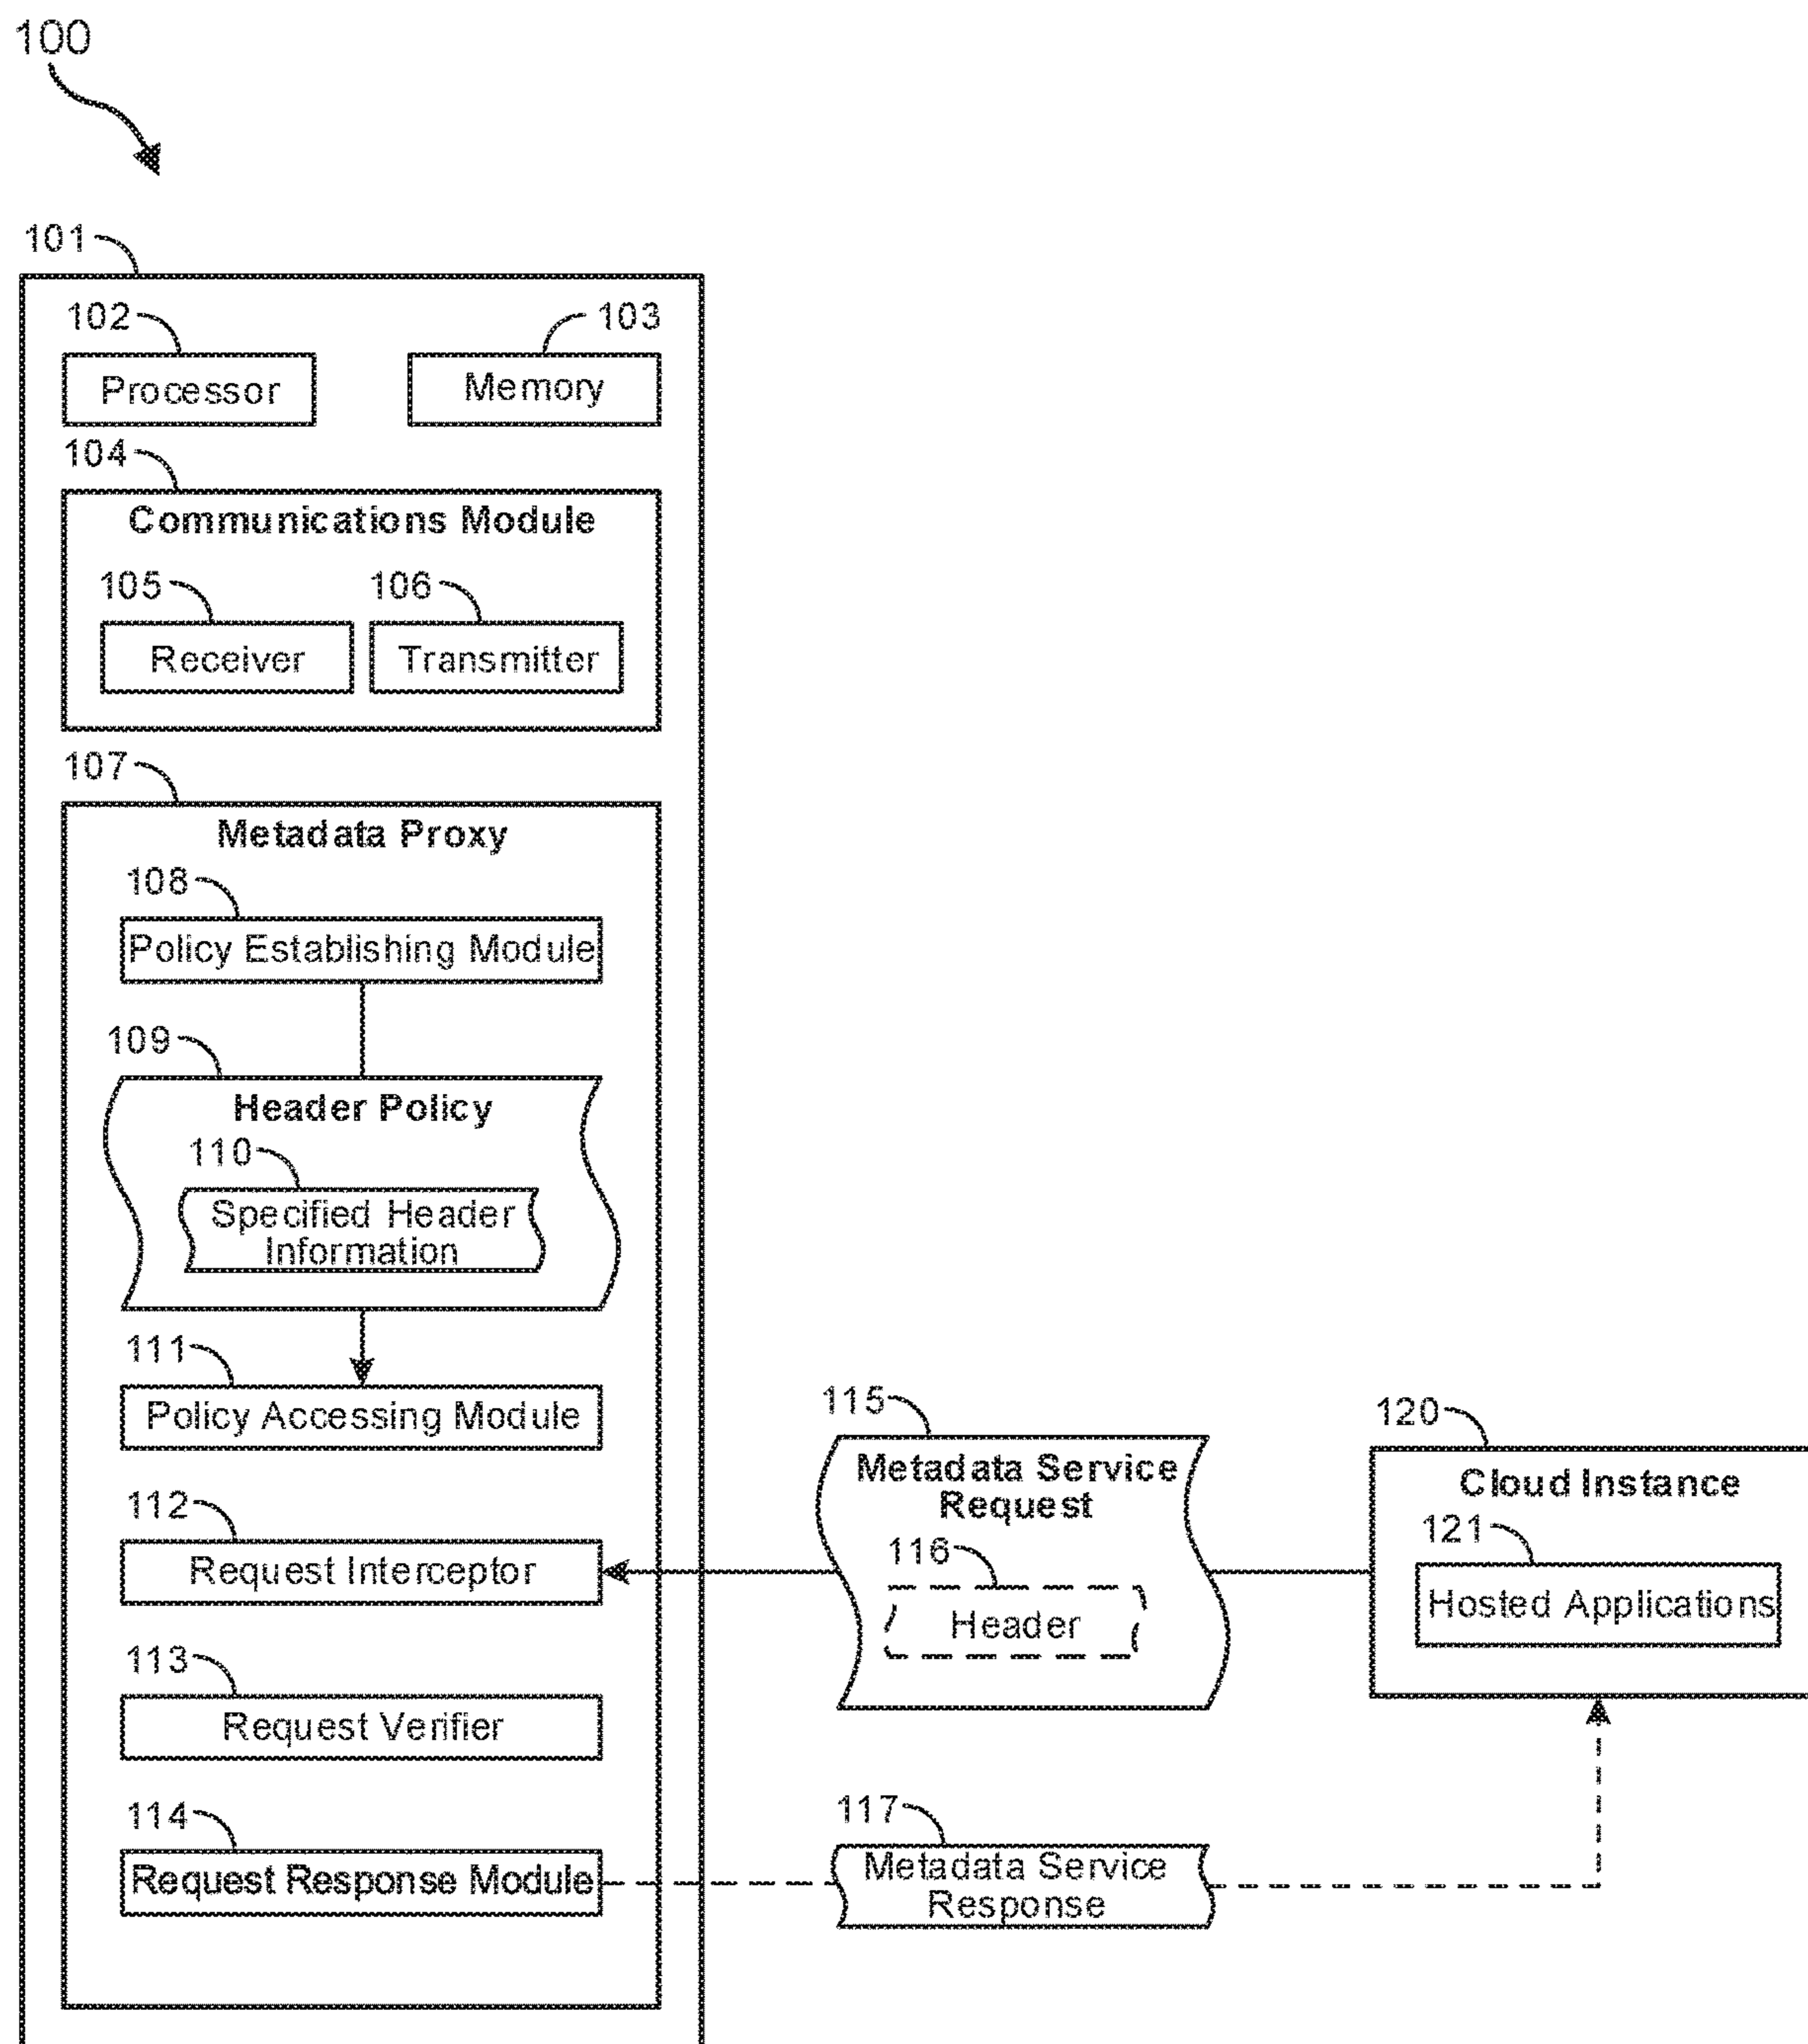 100
101
102
103
Processor
Memory
104
Communications Module
105
106
Receiver
Transmitter
107
Metadata Proxy
108
Policy Establishing Module
109
Header Policy
110
Specified Header
Information
111
Policy Accessing Module
112
Request Interceptor
113
Request Verifier
114
Request Response Module
115
Metadata Service
Request
116
Header
117
Metadata Service
Response
120
Cloud Instance
121
Hosted Applications